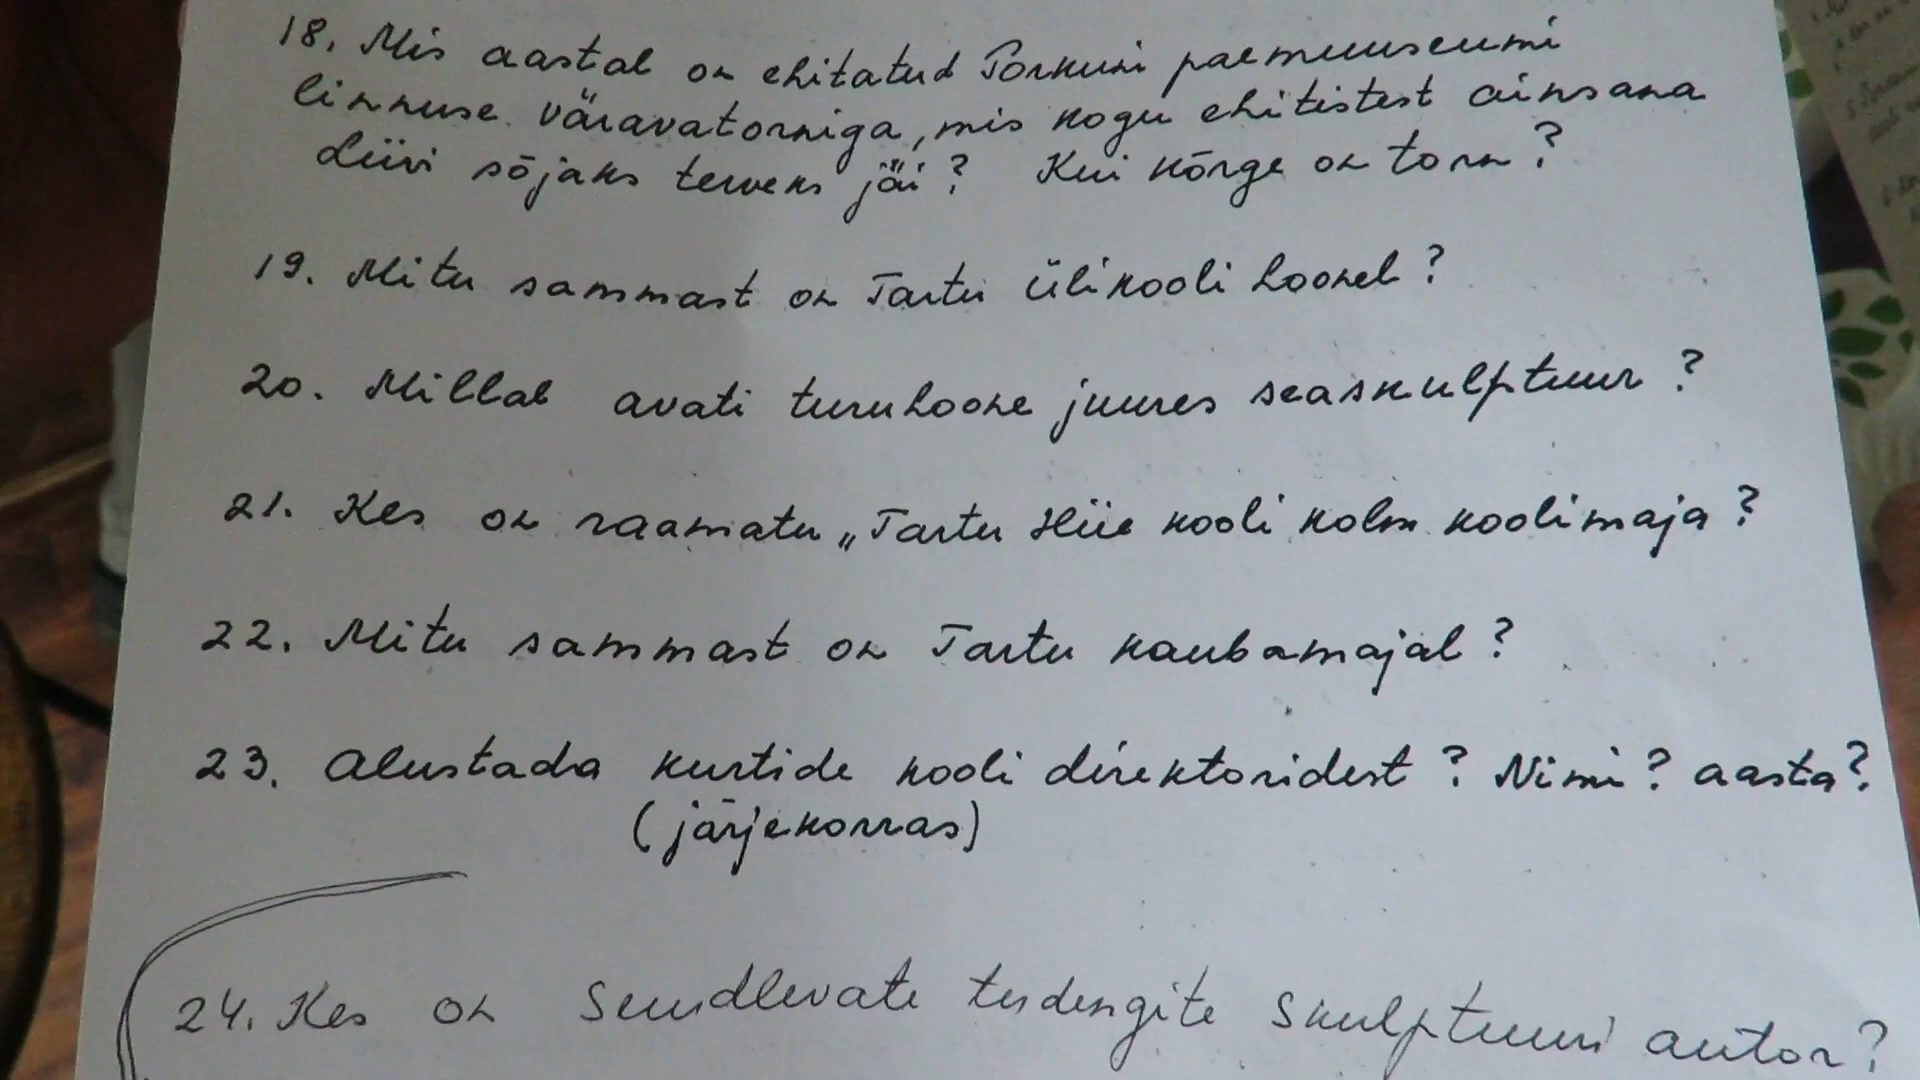 18. Mis aastal on ehitatud Porkuni paemuuseumi
linnuse väravatorniga, mis kogu ehitistest ainsana
Liivi sõjaks terveks jäi? Kui kõrge on torn?
19. Mitu sammast on Tartu Ülikooli hoonel?
20. Millal avati turuhoone juures seaskulptuur?
21. Kes on raamatu „Tartu Hiie kooli kolm koolimaja?
22. Mitu sammast on Tartu kaubamajal?
23. Alustada kurtide kooli direktoridest? Nimi? aasta?
(järjekorras)
24. Kes on Suudlevate tudengite skulptuuri autor?